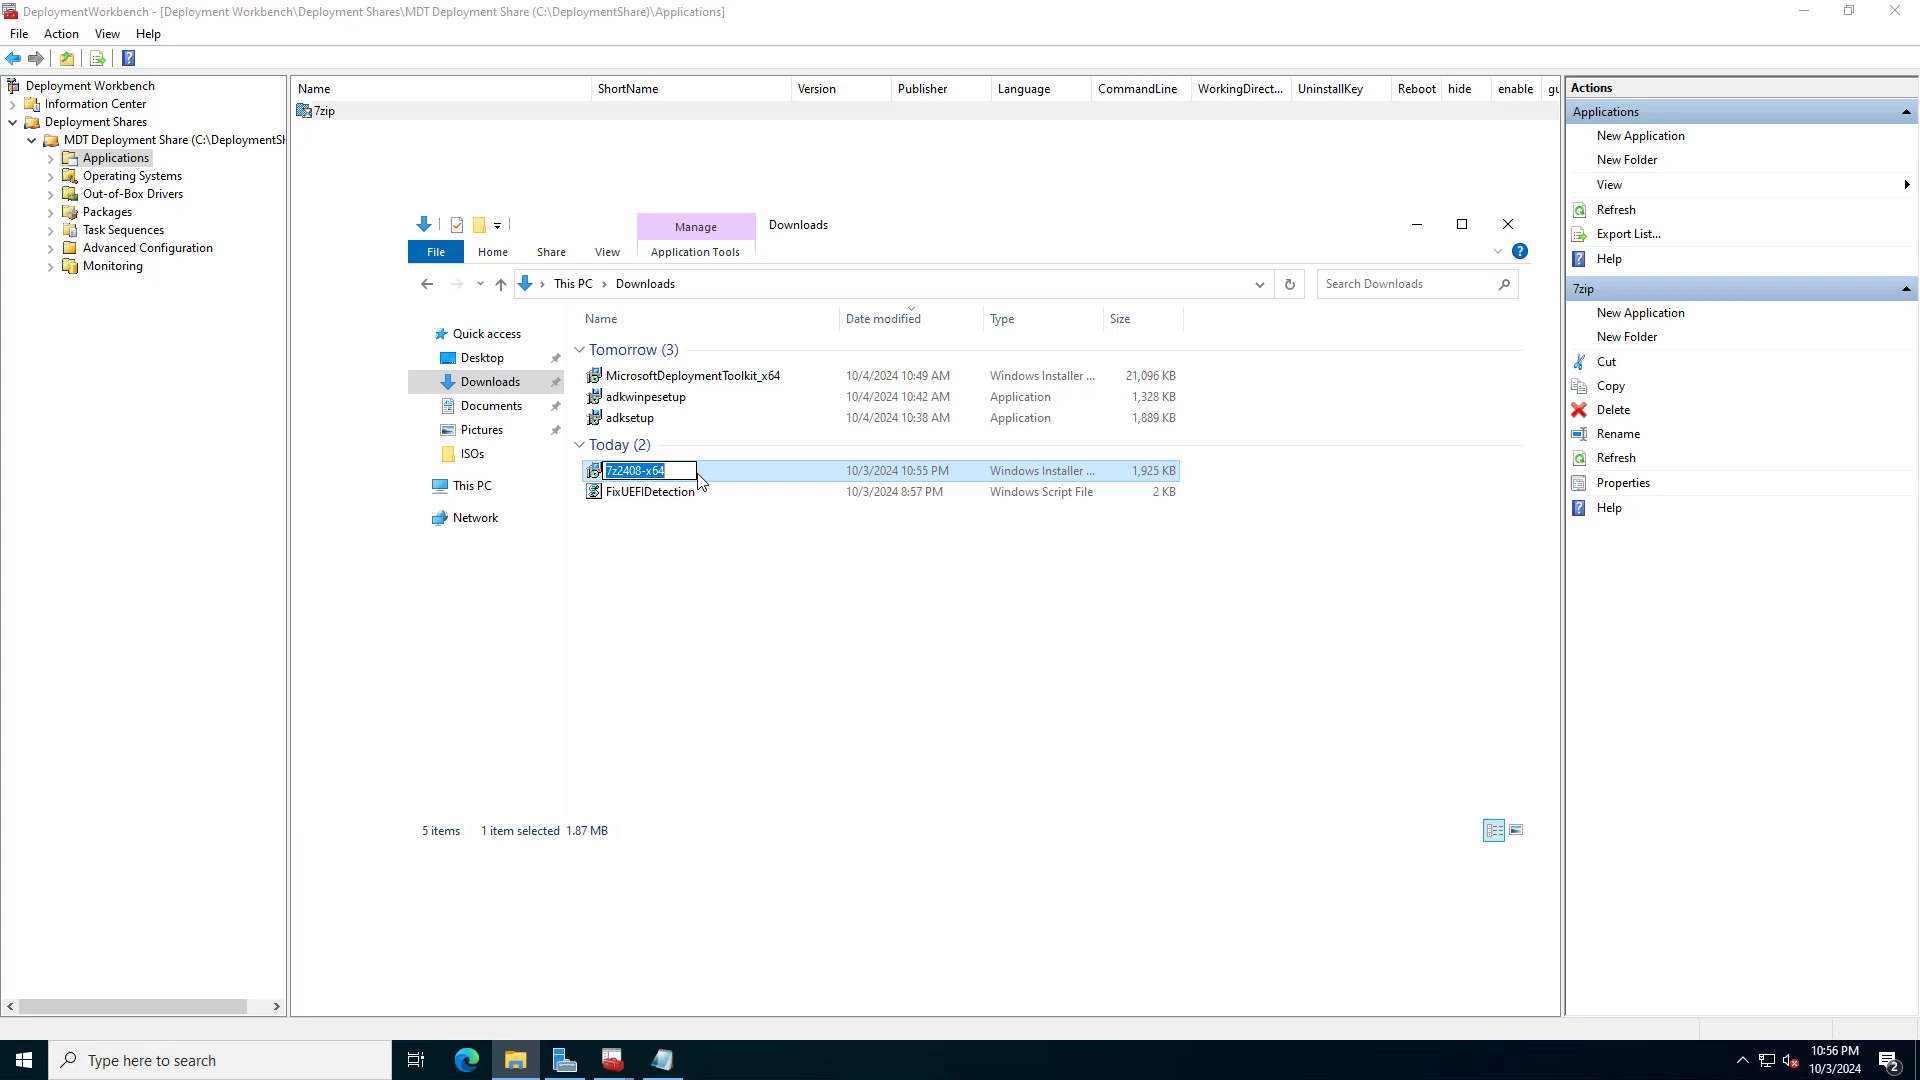 DeploymentWorkbench - [Deployment Workbench\Deployment Shares\MDT Deployment Share (C:\DeploymentShare)\Applications]
File Action View Help
Deployment Workbench
Information Center
Deployment Shares
MDT Deployment Share (C:\DeploymentSh
Applications
Operating Systems
Out-of-Box Drivers
Packages
Task Sequences
Advanced Configuration
Monitoring
Name ShortName Version Publisher Language CommandLine WorkingDirect... UninstallKey Reboot hide enable gu
7zip
Manage Downloads
File Home Share View Application Tools
This PC Downloads
Search Downloads
Quick access
Desktop
Downloads
Documents
Pictures
ISOs
This PC
Network
Name Date modified Type Size
Tomorrow (3)
MicrosoftDeploymentToolkit_x64 10/4/2024 10:49 AM Windows Installer ... 21,096 KB
adkwinpesetup 10/4/2024 10:42 AM Application 1,328 KB
adksetup 10/4/2024 10:38 AM Application 1,889 KB
Today (2)
7z2408-x64 10/3/2024 10:55 PM Windows Installer ... 1,925 KB
FixUEFIDetection 10/3/2024 8:57 PM Windows Script File 2 KB
5 items 1 item selected 1.87 MB
Actions
Applications
New Application
New Folder
View
Refresh
Export List...
Help
7zip
New Application
New Folder
Cut
Copy
Delete
Rename
Refresh
Properties
Help
Type here to search
10:56 PM
10/3/2024
2